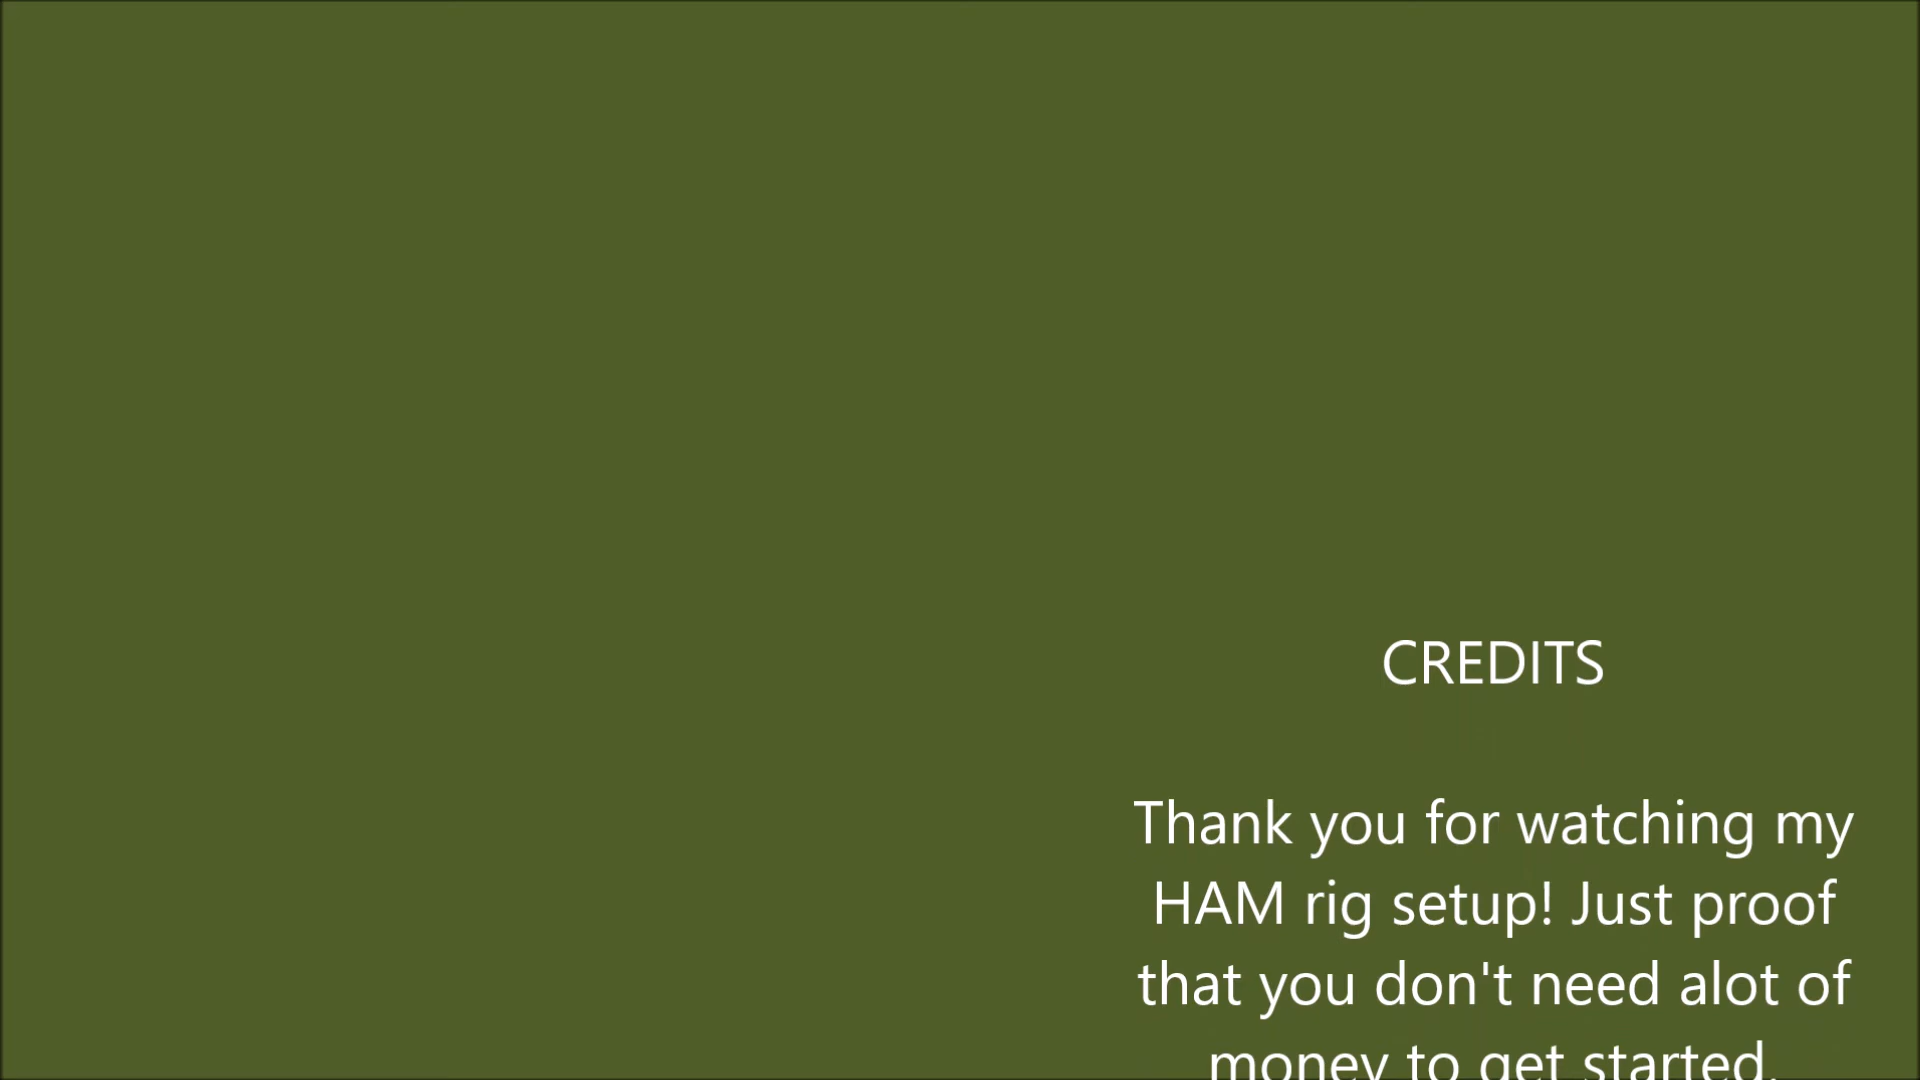 CREDITS
Thank you for watching my
HAM rig setup! Just proof
that you don't need alot of
money to get started.